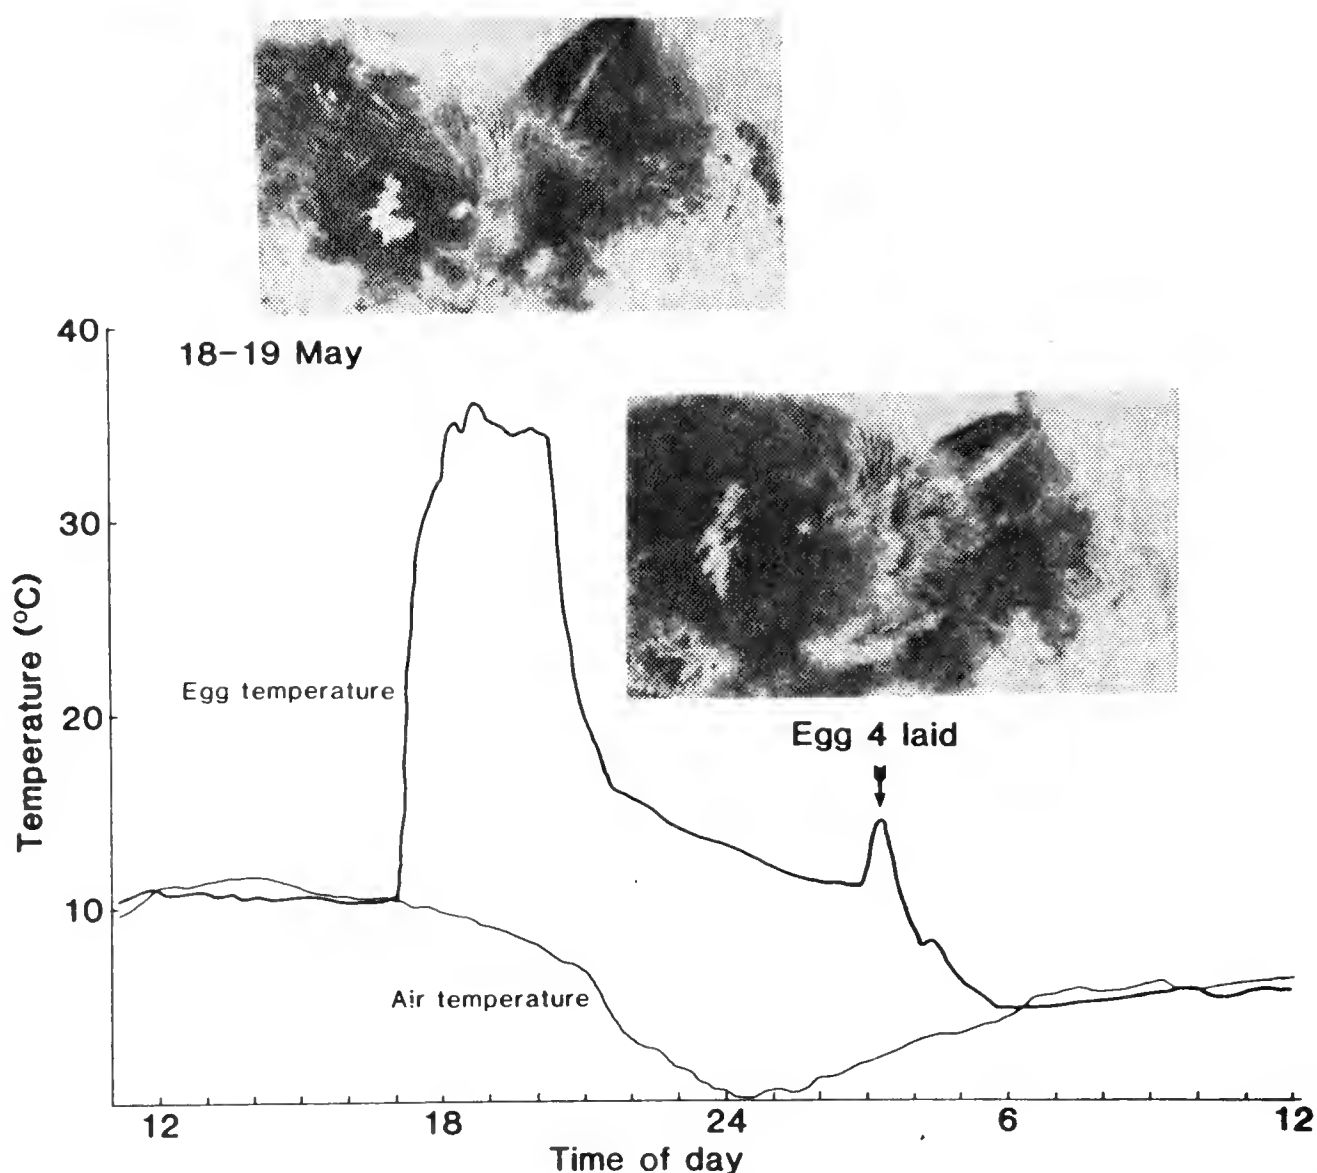 40
18–19 May
30
Temperature (°C)
Egg temperature
20
Egg 4 laid
10
Air temperature
12
18
24
6
12
Time of day